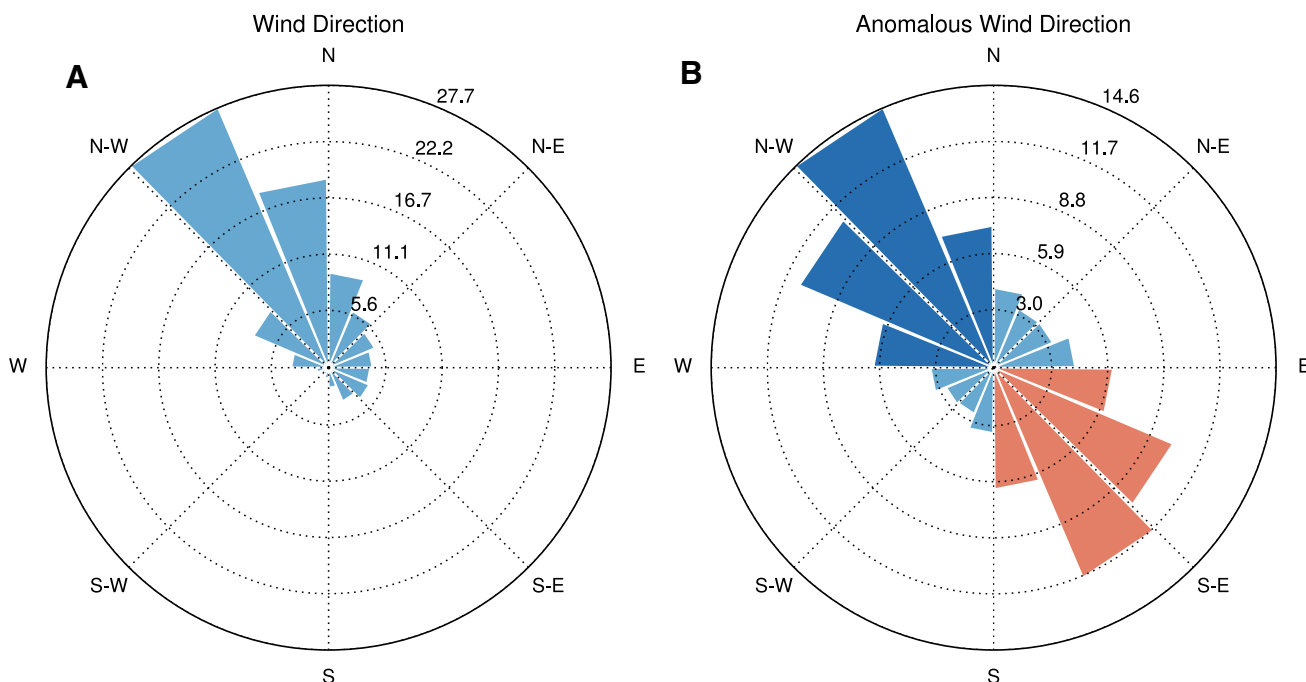 Wind Direction
A
N
27.7
22.2
16.7
11.1
5.6
N-W
N-E
W
E
S-W
S-E
S
Anomalous Wind Direction
B
N
14.6
11.7
8.8
5.9
3.0
N-W
N-E
W
E
S-W
S-E
S